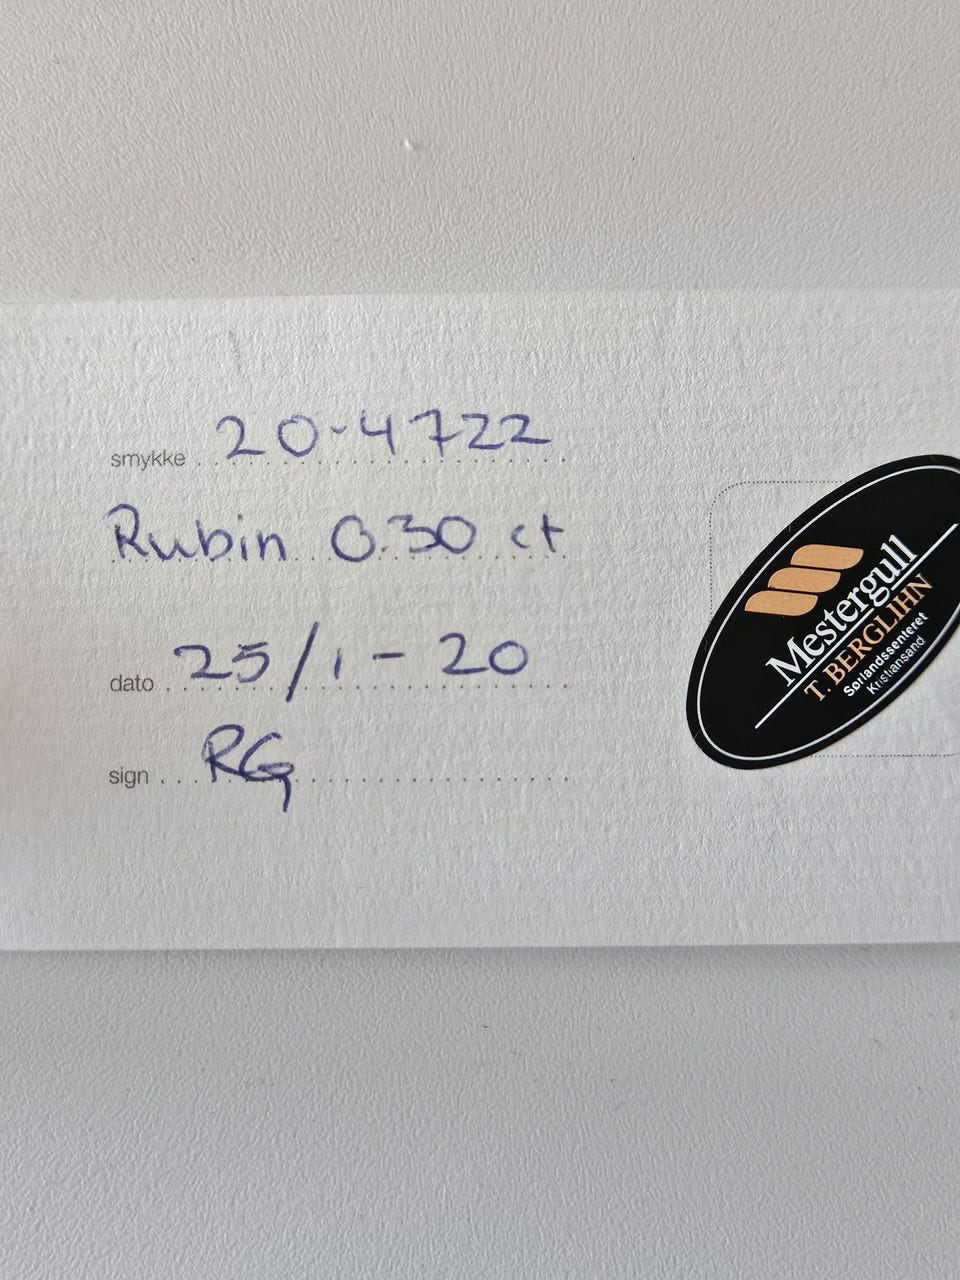 smykke 20-4722
Rubin 0.30 ct
dato 25/1-20
sign RG
Mestergull
T. BERGLIHN
Sørlandssenteret
Kristiansand